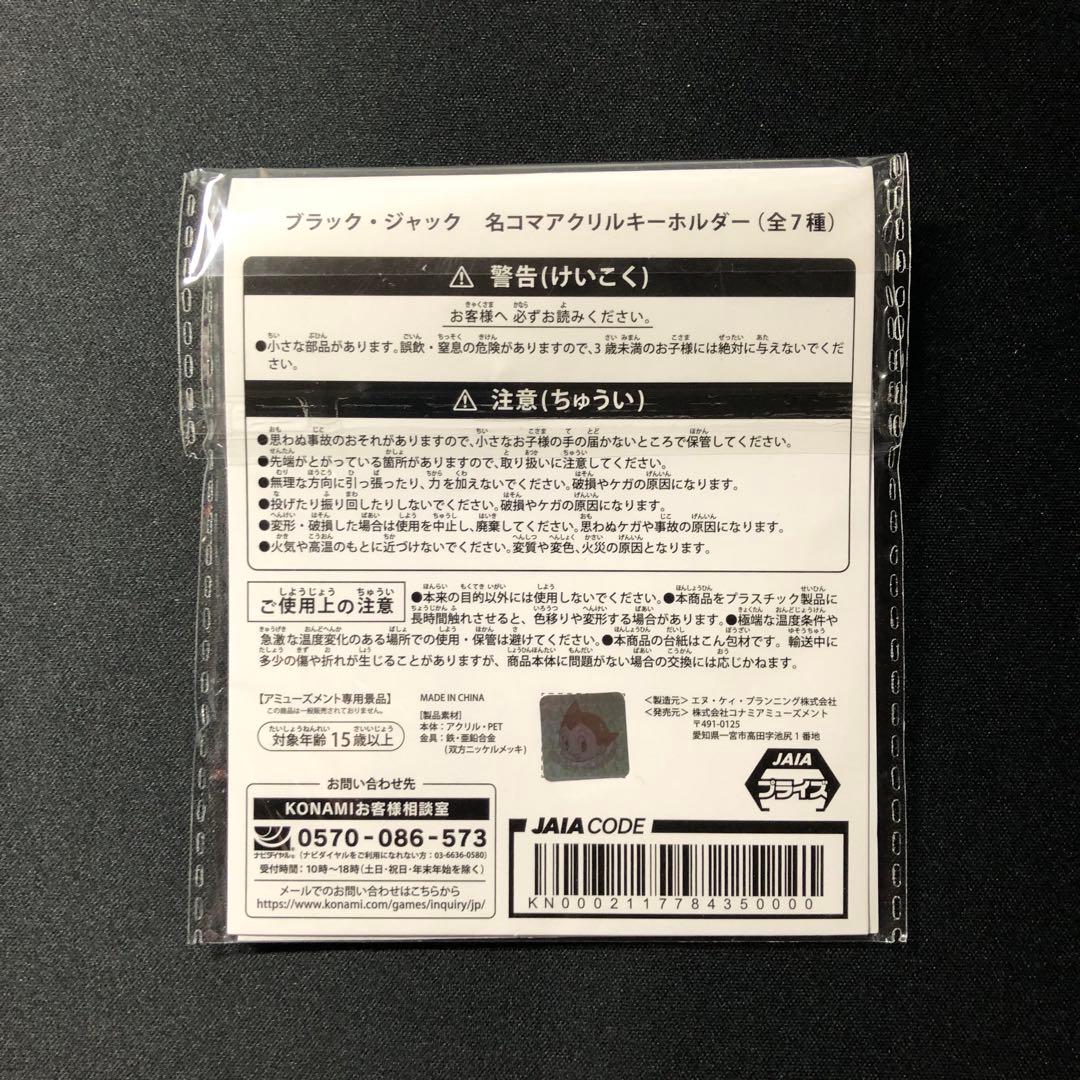 ブラック・ジャック 名コマアクリルキーホルダー(全7種)
⚠ 警告(けいこく)
お客様へ 必ずお読みください。
●小さな部品があります。誤飲・窒息の危険がありますので、3歳未満のお子様には絶対に与えないでくだ
さい。
⚠ 注意(ちゅうい)
●思わぬ事故のおそれがありますので、小さなお子様の手の届かないところで保管してください。
●先端がとがっている箇所がありますので、取り扱いに注意してください。
●無理な方向に引っ張ったり、力を加えないでください。破損やケガの原因になります。
●投げたり振り回したりしないでください。破損やケガの原因になります。
●変形・破損した場合は使用を中止し、廃棄してください。思わぬケガや事故の原因になります。
●火気や高温のもとに近づけないでください。変質や変色、火災の原因となります。
ご使用上の注意
●本来の目的以外には使用しないでください。●本商品をプラスチック製品に
長時間触れさせると、色移りや変形する場合があります。●極端な温度条件や
急激な温度変化のある場所での使用・保管は避けてください。●本商品の台紙はこん包材です。輸送中に
多少の傷や折れが生じることがありますが、商品本体に問題がない場合の交換には応じかねます。
【アミューズメント専用景品】
この商品は一般販売されておりません。
対象年齢15歳以上
MADE IN CHINA
[製品素材]
本体:アクリル・PET
金具:鉄・亜鉛合金
(双方ニッケルメッキ)
<製造元> エヌ・ケイ・プランニング株式会社
<発売元> 株式会社コナミアミューズメント
〒491-0125
愛知県一宮市高田字池尻1番地
JAIA
プライズ
お問い合わせ先
KONAMIお客様相談室
ナビダイヤル®
0570-086-573
(ナビダイヤルをご利用になれない方:03-6636-0580)
受付時間:10時~18時(土日・祝日・年末年始を除く)
メールでのお問い合わせはこちらから
https://www.konami.com/games/inquiry/jp/
JAIA CODE
KN00021177843500​00